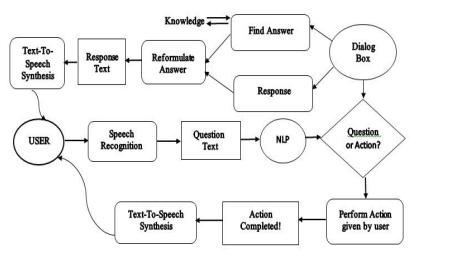 Knowledge
Find Answer
Dialog
Box
Text-To-
Speech
Synthesis
Response
Text
Reformulate
Answer
Response
USER
Speech
Recognition
Question
Text
NLP
Question
or Action?
Text-To-Speech
Synthesis
Action
Completed!
Perform Action
given by user